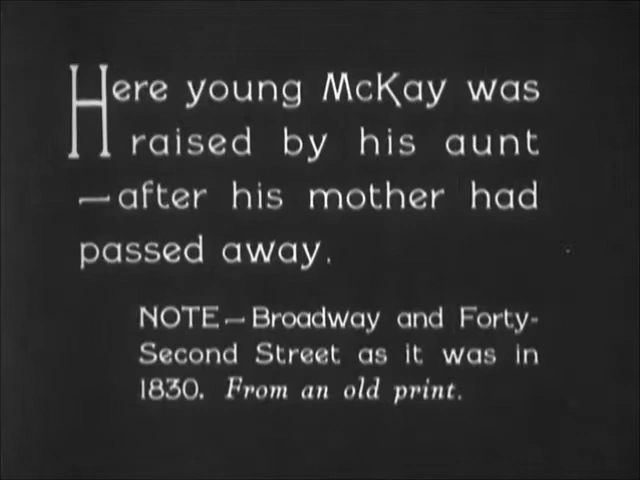 Here young McKay was
raised by his aunt
—after his mother had
passed away.
NOTE—Broadway and Forty-
Second Street as it was in
1830. From an old print.